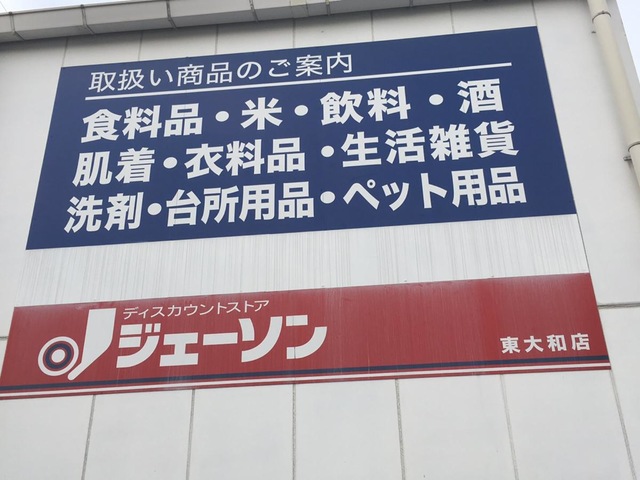 取扱い商品のご案内
食料品・米・飲料・酒
肌着・衣料品・生活雑貨
洗剤・台所用品・ペット用品
ディスカウントストア
ジェーソン
東大和店